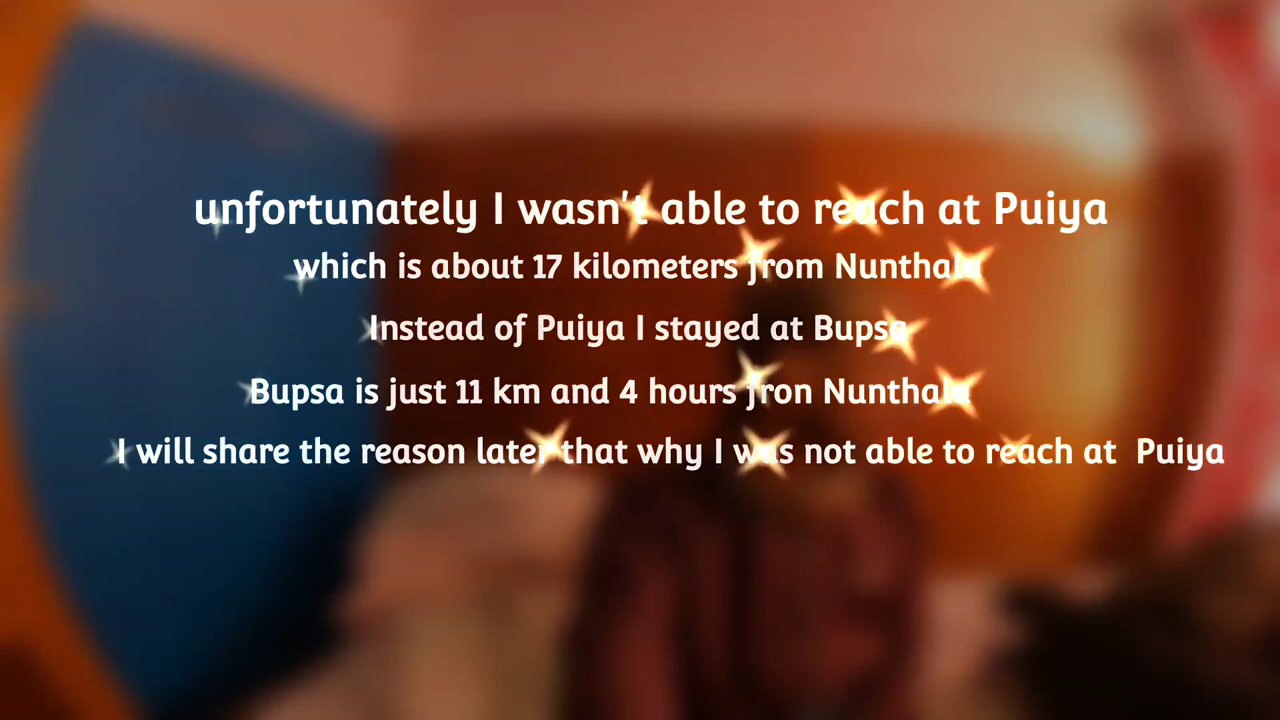 unfortunately I wasn't able to reach at Puiya
which is about 17 kilometers from Nunthala
Instead of Puiya I stayed at Bupsa
Bupsa is just 11 km and 4 hours fron Nunthala
I will share the reason later that why I was not able to reach at Puiya